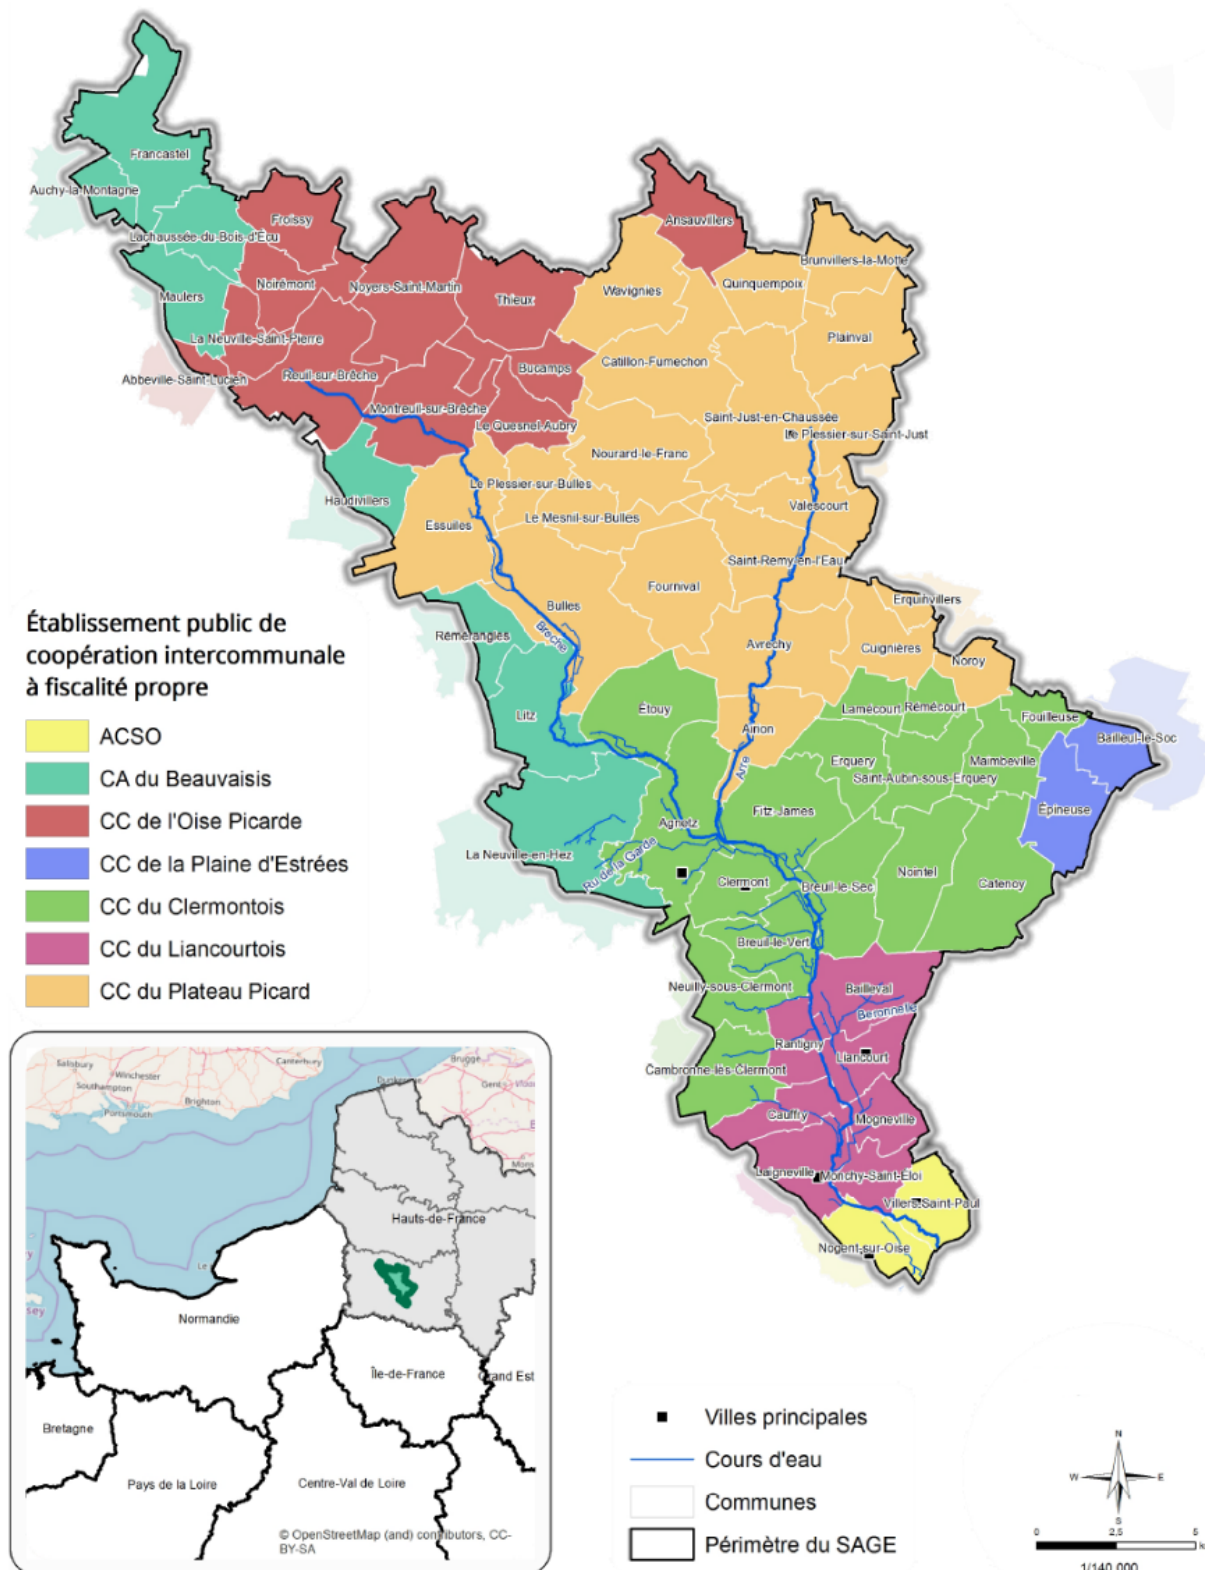 Francastel
Auchy-la-Montagne
Lachaussée-du-Bois-d'Écu
Froissy
Ansauvillers
Maulers
Noirémont
Noyers-Saint-Martin
Thieux
Wavignies
Quinquempoix
Brunvillers-la-Motte
Plainval
La Neuville-Saint-Pierre
Abbeville-Saint-Lucien
Reuil-sur-Brêche
Bucamps
Catillon-Fumechon
Montreuil-sur-Brêche
Le Quesnel-Aubry
Saint-Just-en-Chaussée
Le Plessier-sur-Saint-Just
Nourard-le-Franc
Haudivillers
Le Plessier-sur-Bulles
Essuiles
Le Mesnil-sur-Bulles
Valescourt
Saint-Remy-en-l'Eau
Fournival
Bulles
Brêche
Erquinvillers
Rémérangles
Avrechy
Cuignières
Noroy
Litz
Étouy
Airion
Arre
Lamécourt
Rémécourt
Fouilleuse
Bailleul-le-Soc
Erquery
Saint-Aubin-sous-Erquery
Maimbeville
Épineuse
Agnetz
Fitz-James
La Neuville-en-Hez
Ru de la Garde
Clermont
Breuil-le-Sec
Nointel
Catenoy
Breuil-le-Vert
Neuilly-sous-Clermont
Bailleval
Béronnelle
Rantigny
Liancourt
Cambronne-lès-Clermont
Cauffry
Mogneville
Laigneville
Monchy-Saint-Éloi
Villers-Saint-Paul
Nogent-sur-Oise
Établissement public de
coopération intercommunale
à fiscalité propre
ACSO
CA du Beauvaisis
CC de l'Oise Picarde
CC de la Plaine d'Estrées
CC du Clermontois
CC du Liancourtois
CC du Plateau Picard
Salisbury
Winchester
Southampton
Portsmouth
Brighton
Canterbury
Brugge
Gent
Mons
Hauts-de-France
Le
Normandie
Île-de-France
Grand Est
Bretagne
Pays de la Loire
Centre-Val de Loire
© OpenStreetMap (and) contributors, CC-
BY-SA
Villes principales
Cours d'eau
Communes
Périmètre du SAGE
N
W
E
S
0
2,5
5
1/140 000